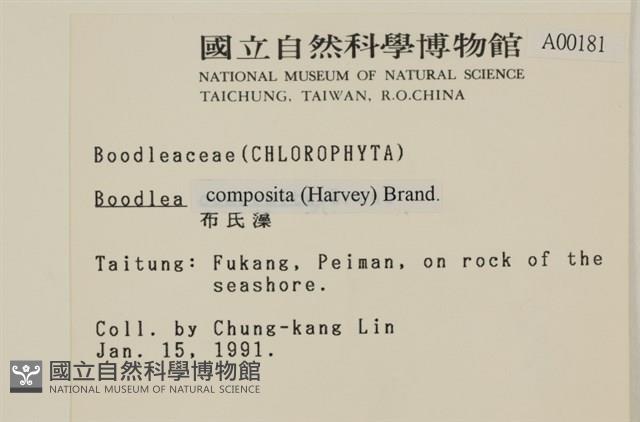 國立自然科學博物館
A00181
NATIONAL MUSEUM OF NATURAL SCIENCE
TAICHUNG, TAIWAN, R.O.CHINA
Boodleaceae(CHLOROPHYTA)
Boodlea composita (Harvey) Brand.
布氏藻
Taitung: Fukang, Peiman, on rock of the
seashore.
Coll. by Chung-kang Lin
Jan. 15, 1991.
國立自然科學博物館
NATIONAL MUSEUM OF NATURAL SCIENCE